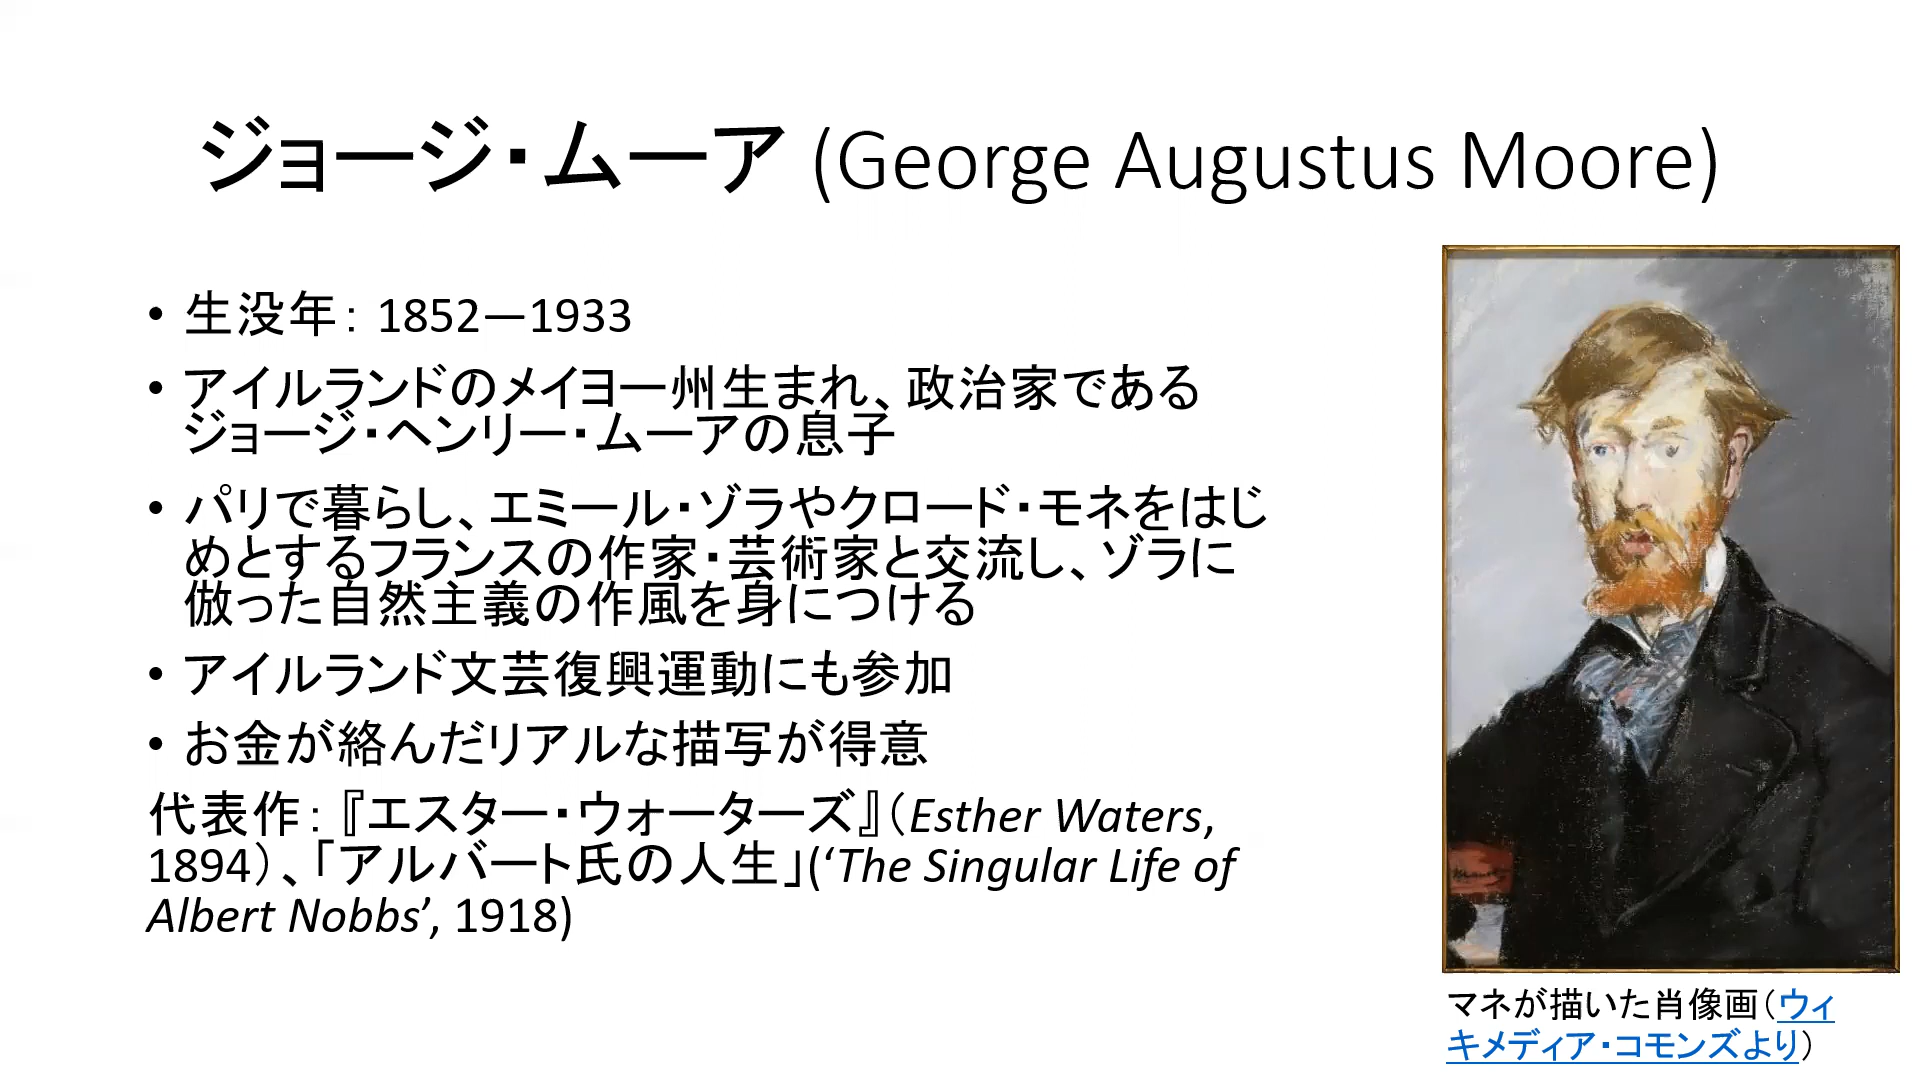 ジョージ・ムーア (George Augustus Moore)
• 生没年： 1852—1933
• アイルランドのメイヨー州生まれ、政治家である
ジョージ・ヘンリー・ムーアの息子
• パリで暮らし、エミール・ゾラやクロード・モネをはじ
めとするフランスの作家・芸術家と交流し、ゾラに
倣った自然主義の作風を身につける
• アイルランド文芸復興運動にも参加
• お金が絡んだリアルな描写が得意
代表作：『エスター・ウォーターズ』（Esther Waters,
1894）、「アルバート氏の人生」(‘The Singular Life of
Albert Nobbs’, 1918)
マネが描いた肖像画（ウィ
キメディア・コモンズより）